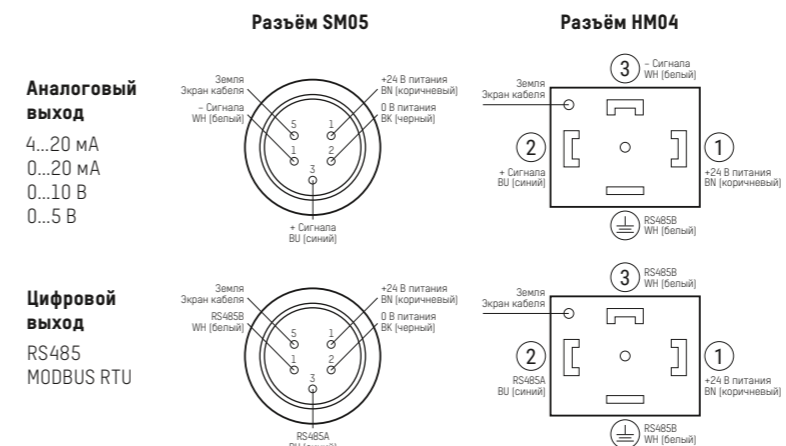 Разъём SM05
Разъём HM04
Аналоговый
выход
4...20 мА
0...20 мА
0...10 В
0...5 В
Земля
Экран кабеля
– Сигнала
WH (белый)
+24 В питания
BN (коричневый)
0 В питания
BK (черный)
5
1
1
2
3
+ Сигнала
BU (синий)
3
– Сигнала
WH (белый)
Земля
Экран кабеля
2
+ Сигнала
BU (синий)
1
+24 В питания
BN (коричневый)
RS485B
WH (белый)
Цифровой
выход
RS485
MODBUS RTU
Земля
Экран кабеля
RS485B
WH (белый)
+24 В питания
BN (коричневый)
0 В питания
BK (черный)
5
1
1
2
3
RS485A
BU (синий)
3
RS485B
WH (белый)
Земля
Экран кабеля
2
RS485A
BU (синий)
1
+24 В питания
BN (коричневый)
RS485B
WH (белый)